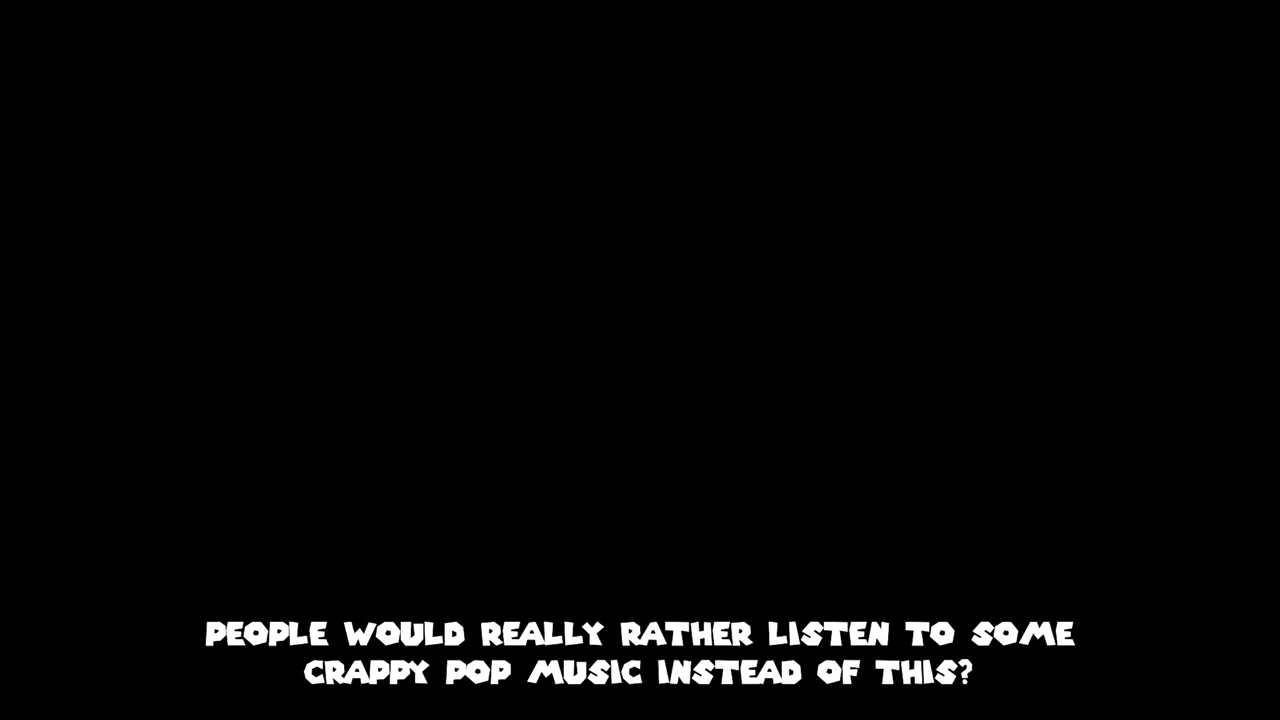 PEOPLE WOULD REALLY RATHER LISTEN TO SOME
CRAPPY POP MUSIC INSTEAD OF THIS?